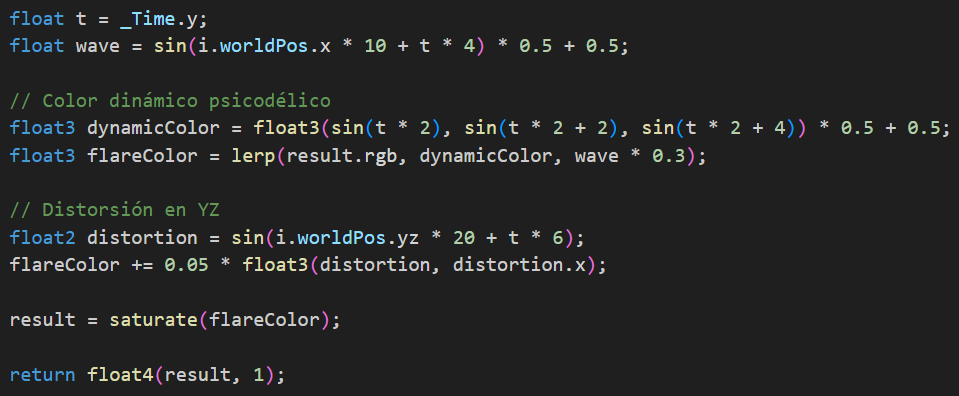 float t = _Time.y;
float wave = sin(i.worldPos.x * 10 + t * 4) * 0.5 + 0.5;
// Color dinámico psicodélico
float3 dynamicColor = float3(sin(t * 2), sin(t * 2 + 2), sin(t * 2 + 4)) * 0.5 + 0.5;
float3 flareColor = lerp(result.rgb, dynamicColor, wave * 0.3);
// Distorsión en YZ
float2 distortion = sin(i.worldPos.yz * 20 + t * 6);
flareColor += 0.05 * float3(distortion, distortion.x);
result = saturate(flareColor);
return float4(result, 1);